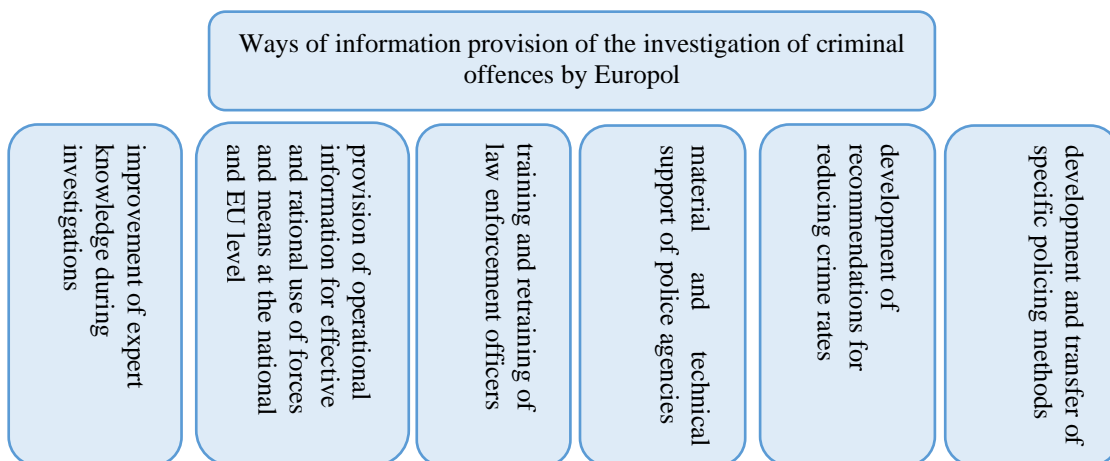 Ways of information provision of the investigation of criminal
offences by Europol
improvement of expert
knowledge during
investigations
provision of operational
information for effective
and rational use of forces
and means at the national
and EU level
training and retraining of
law enforcement officers
material and technical
support of police agencies
development of
recommendations for
reducing crime rates
development and transfer of
specific policing methods